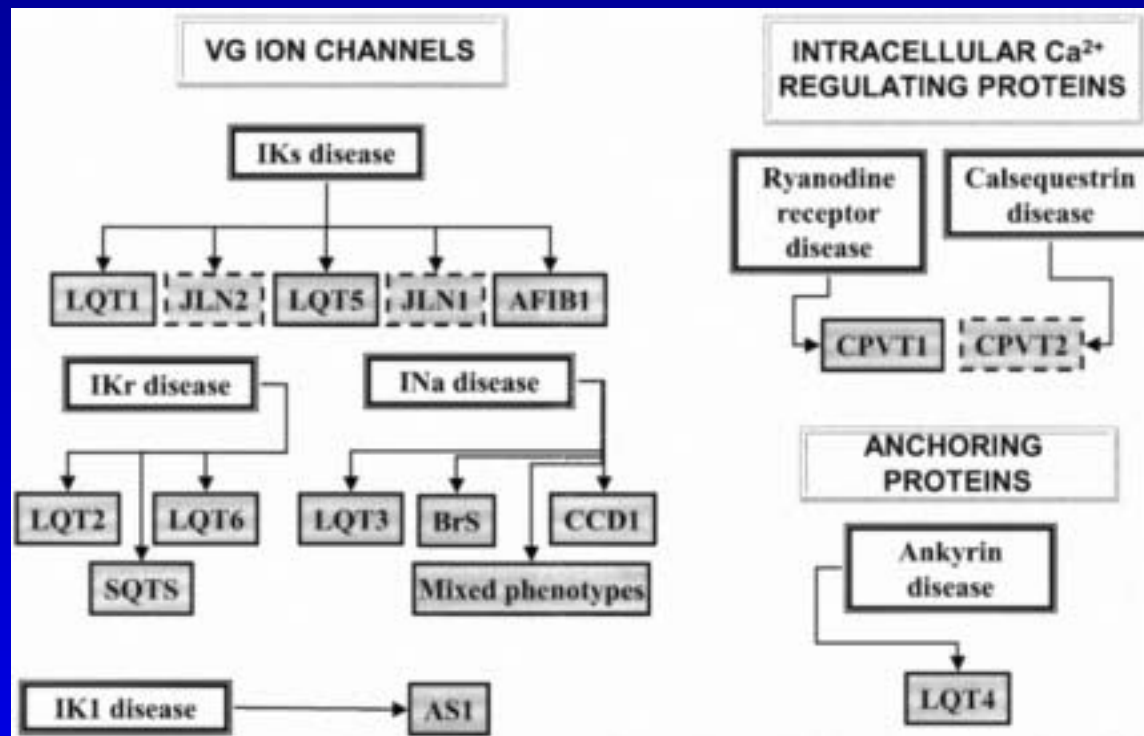 VG ION CHANNELS
IKs disease
LQT1
JLN2
LQT5
JLN1
AFIB1
IKr disease
INa disease
LQT2
LQT6
LQT3
BrS
CCD1
SQTS
Mixed phenotypes
IK1 disease
AS1
INTRACELLULAR Ca²⁺
REGULATING PROTEINS
Ryanodine
receptor
disease
Calsequestrin
disease
CPVT1
CPVT2
ANCHORING
PROTEINS
Ankyrin
disease
LQT4